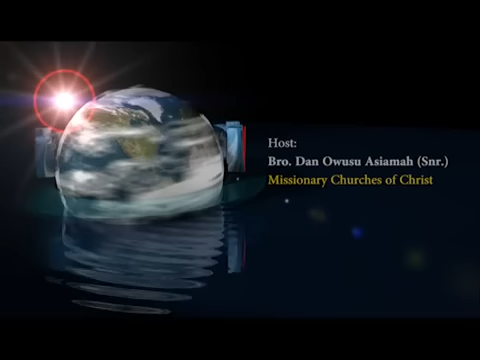 Host:
Bro. Dan Owusu Asiamah (Snr.)
Missionary Churches of Christ